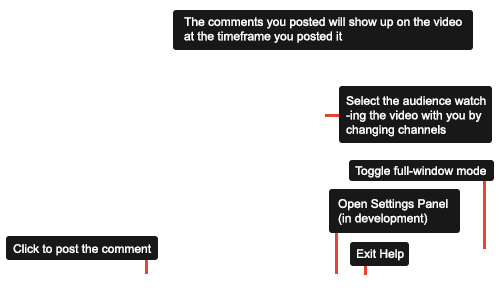 The comments you posted will show up on the video
at the timeframe you posted it
Select the audience watch
-ing the video with you by
changing channels
Toggle full-window mode
Open Settings Panel
(in development)
Click to post the comment
Exit Help